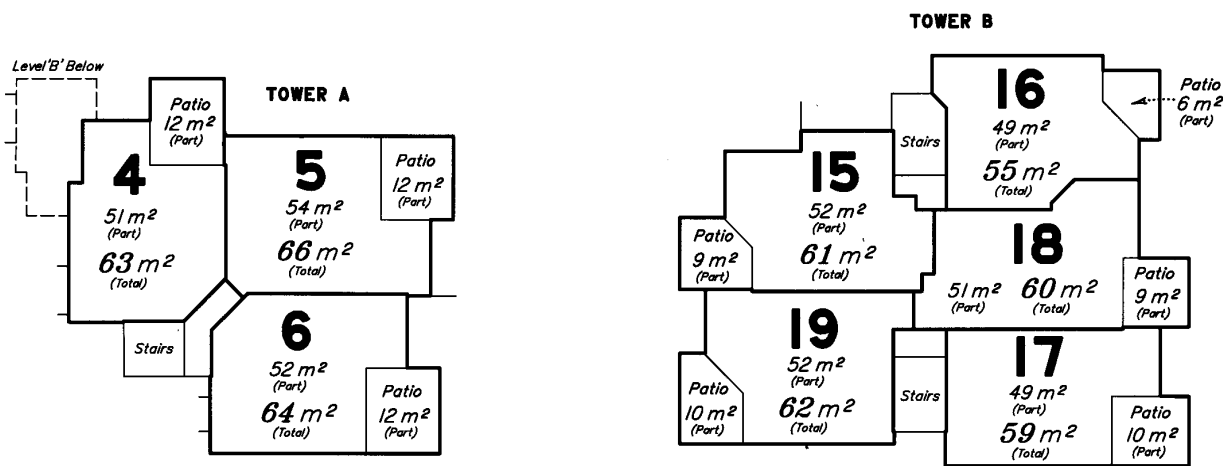 Level'B' Below
TOWER A
Patio
12 m²
(Part)
4
51 m²
(Part)
63 m²
(Total)
5
54 m²
(Part)
66 m²
(Total)
Patio
12 m²
(Part)
Stairs
6
52 m²
(Part)
64 m²
(Total)
Patio
12 m²
(Part)
TOWER B
16
49 m²
(Part)
55 m²
(Total)
Patio
6 m²
(Part)
Stairs
15
52 m²
(Part)
61 m²
(Total)
Patio
9 m²
(Part)
18
51 m²
(Part)
60 m²
(Total)
Patio
9 m²
(Part)
19
52 m²
(Part)
62 m²
(Total)
Patio
10 m²
(Part)
Stairs
17
49 m²
(Part)
59 m²
(Total)
Patio
10 m²
(Part)